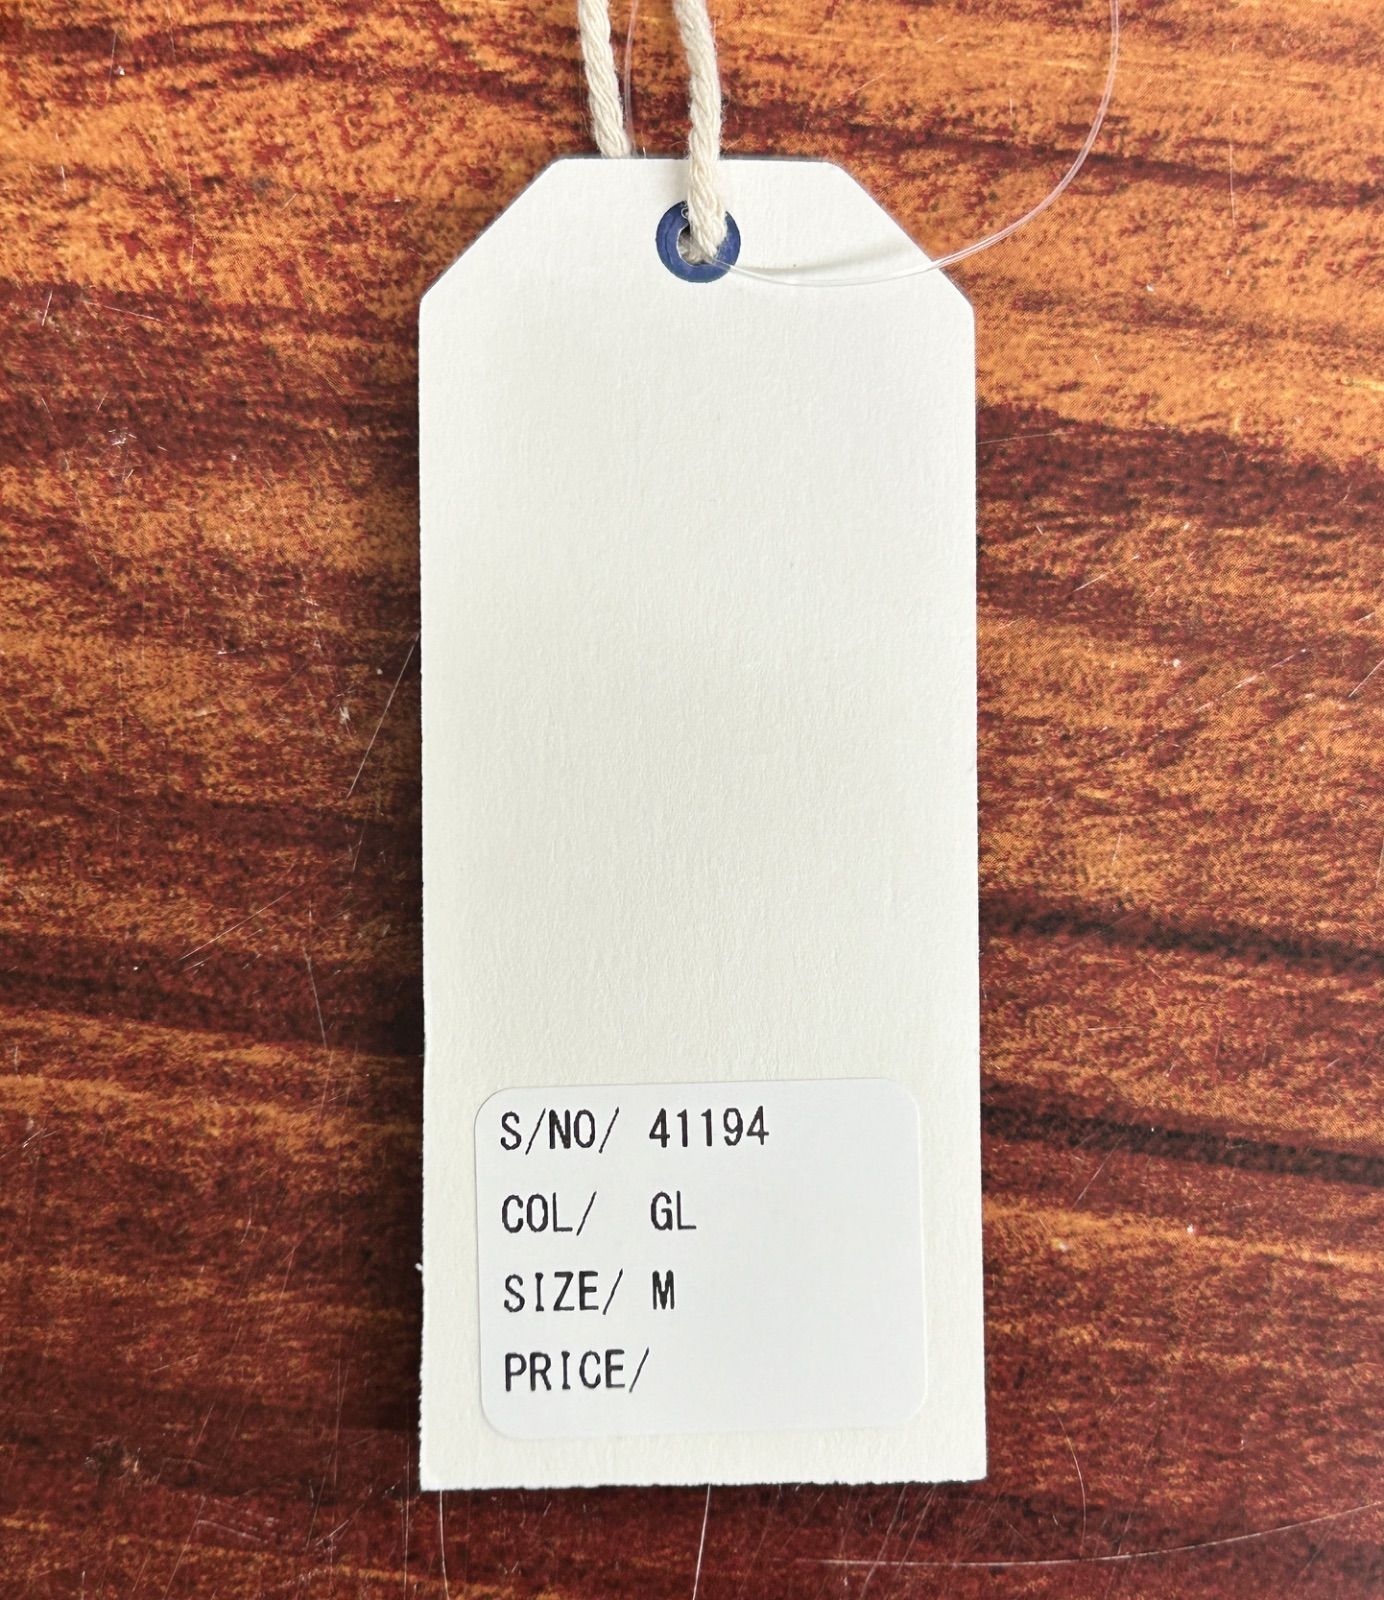 S/NO/ 41194
COL/ GL
SIZE/ M
PRICE/